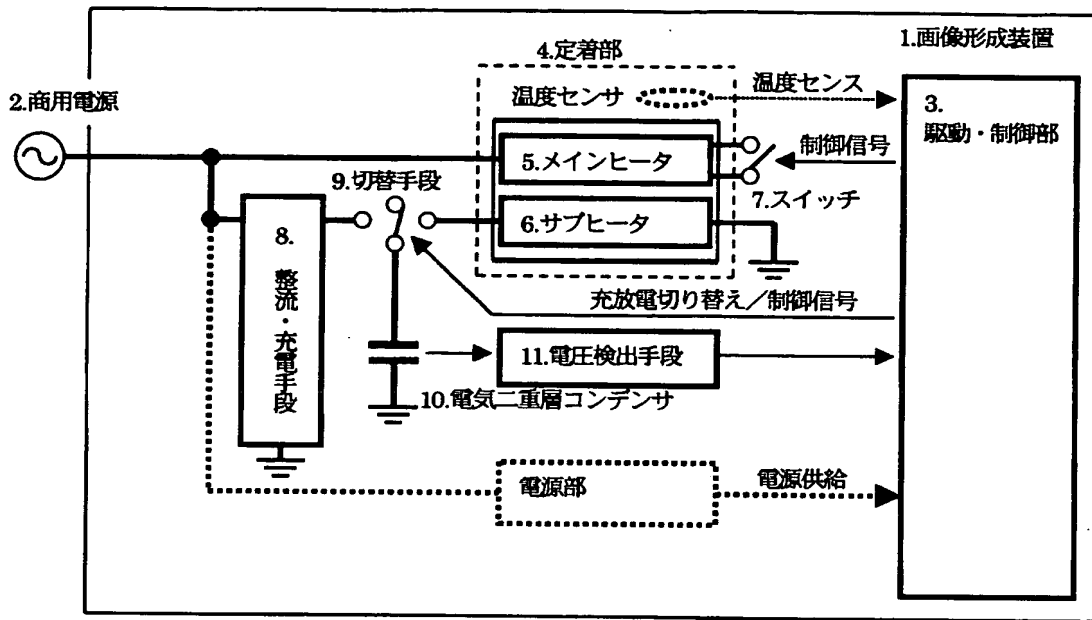 1.画像形成装置
4.定着部
2.商用電源
温度センサ
温度センス
3.
駆動・制御部
5.メインヒータ
制御信号
9.切替手段
7.スイッチ
6.サブヒータ
8.
整流・充電手段
充放電切り替え／制御信号
11.電圧検出手段
10.電気二重層コンデンサ
電源部
電源供給